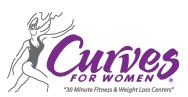 Curves
FOR WOMEN ®
"30 Minute Fitness & Weight Loss Centers"